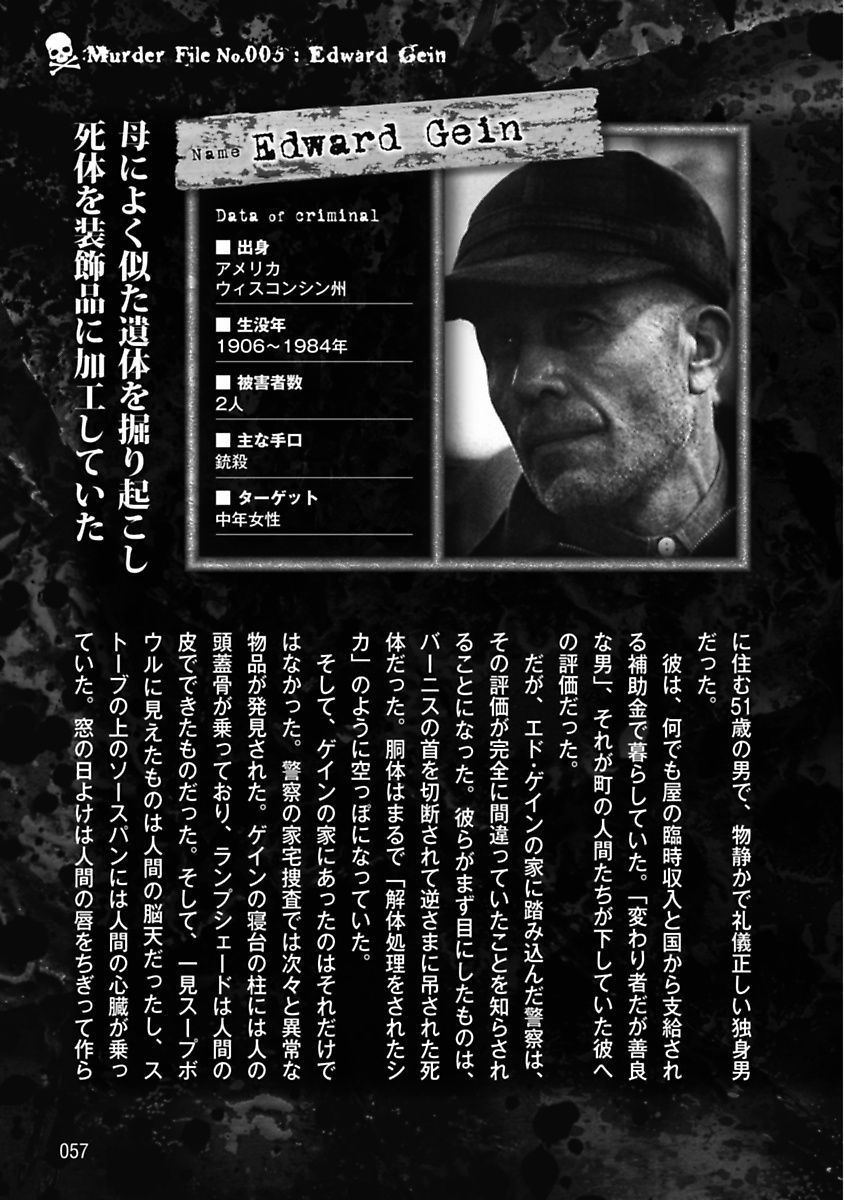 Murder File No.005 : Edward Gein
Name Edward Gein
母によく似た遺体を掘り起こし
死体を装飾品に加工していた
Data of criminal
■ 出身
アメリカ
ウィスコンシン州
■ 生没年
1906〜1984年
■ 被害者数
2人
■ 主な手口
銃殺
■ ターゲット
中年女性
に住む51歳の男で、物静かで礼儀正しい独身男
だった。
彼は、何でも屋の臨時収入と国から支給され
る補助金で暮らしていた。「変わり者だが善良
な男」、それが町の人間たちが下していた彼へ
の評価だった。
だが、エド・ゲインの家に踏み込んだ警察は、
その評価が完全に間違っていたことを知らされ
ることになった。彼らがまず目にしたものは、
バーニスの首を切断されて逆さまに吊された死
体だった。胴体はまるで「解体処理をされたシ
カ」のように空っぽになっていた。
そして、ゲインの家にあったのはそれだけで
はなかった。警察の家宅捜査では次々と異常な
物品が発見された。ゲインの寝台の柱には人の
頭蓋骨が乗っており、ランプシェードは人間の
皮でできたものだった。そして、一見スープボ
ウルに見えたものは人間の脳天だったし、ス
トーブの上のソースパンには人間の心臓が乗っ
ていた。窓の日よけは人間の唇をちぎって作ら
057